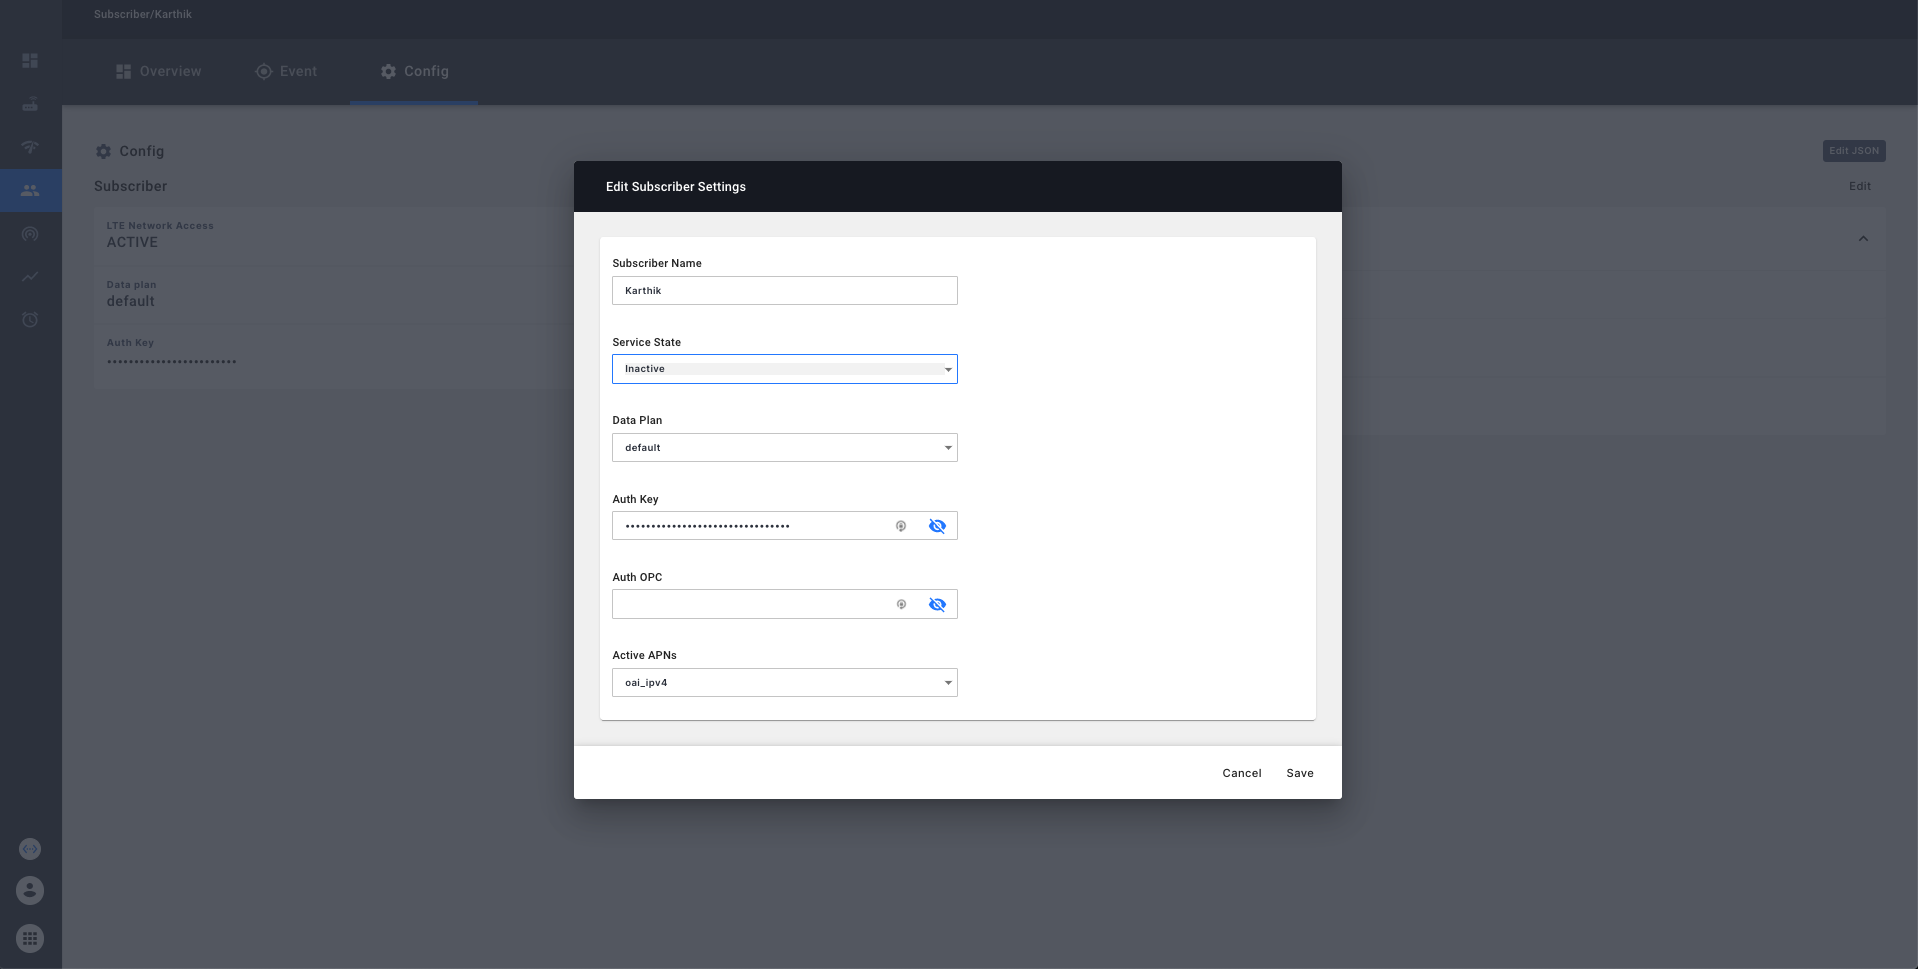 Subscriber/Karthik
Overview
Event
Config
Config
Edit JSON
Subscriber
Edit
LTE Network Access
ACTIVE
Data plan
default
Auth Key
Edit Subscriber Settings
Subscriber Name
Karthik
Service State
Inactive
Data Plan
default
Auth Key
Auth OPC
Active APNs
oai_ipv4
Cancel
Save